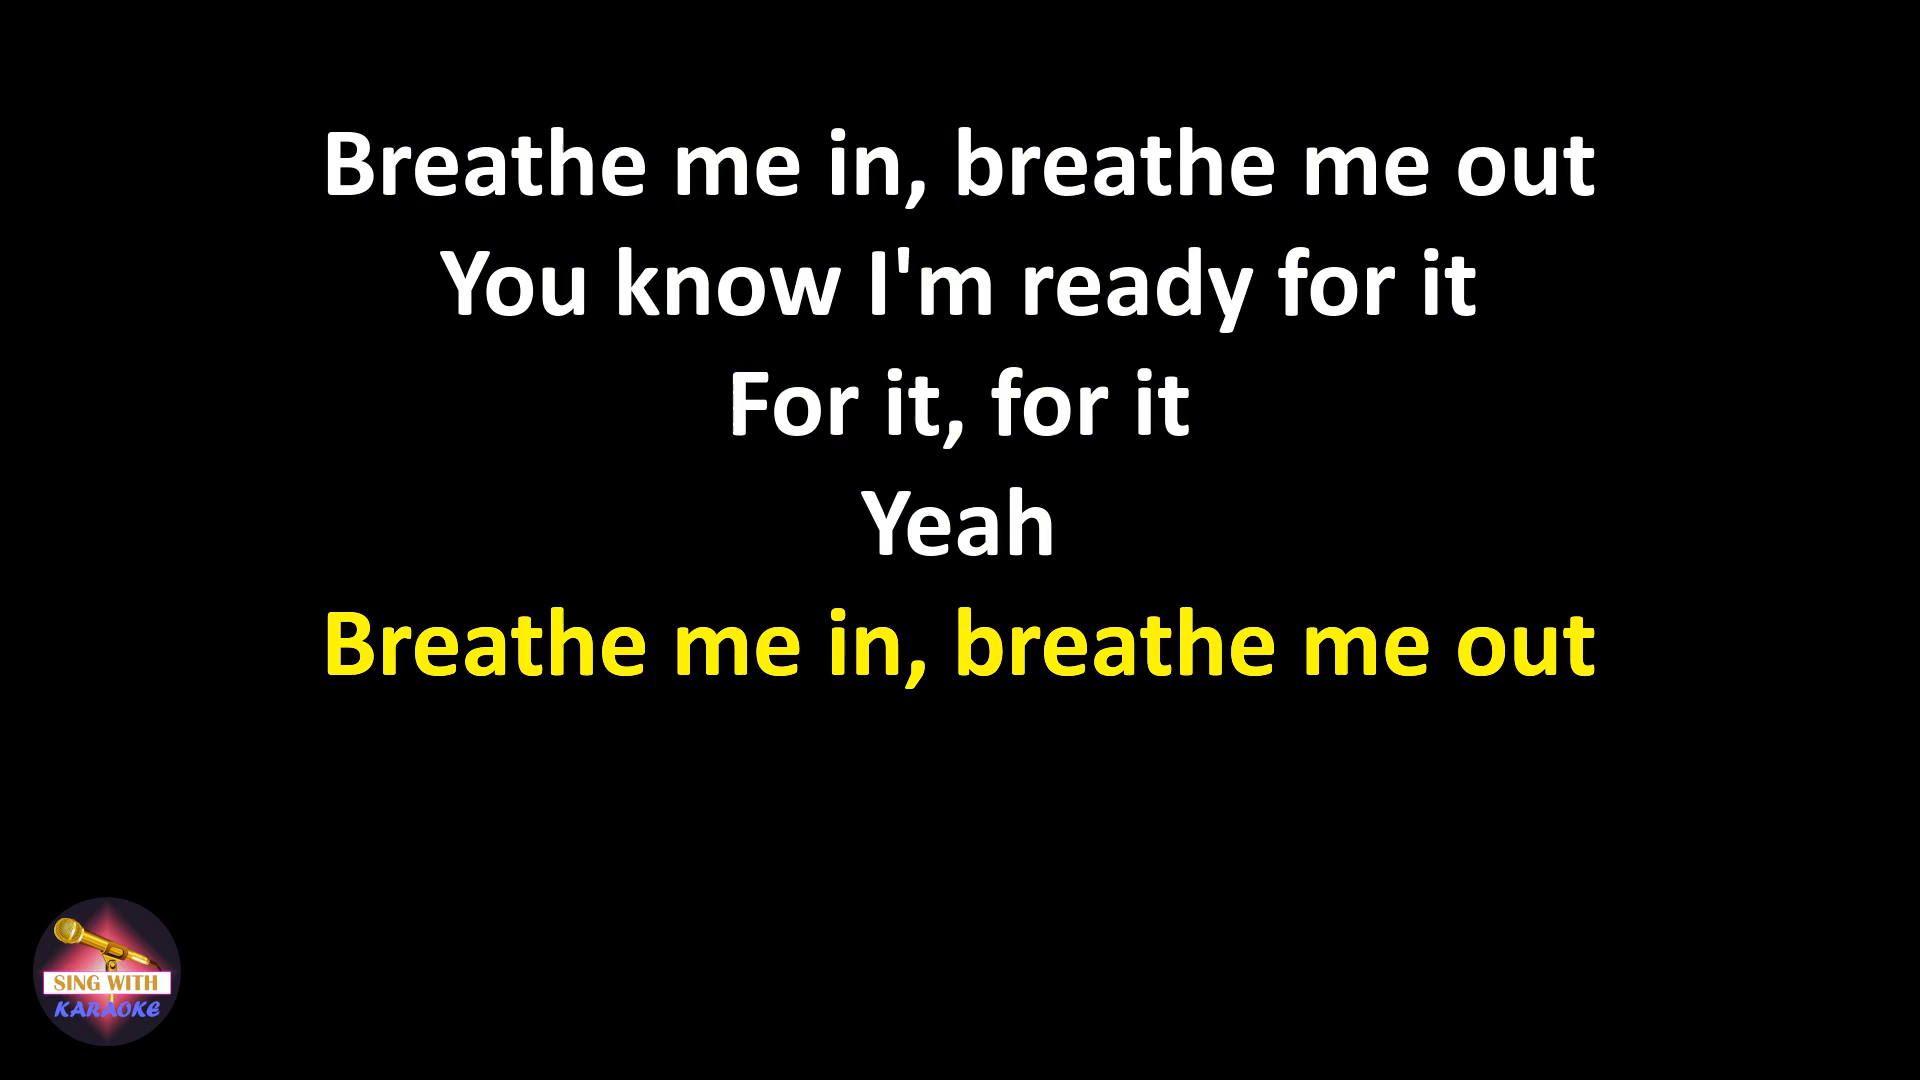 Breathe me in, breathe me out
You know I'm ready for it
For it, for it
Yeah
Breathe me in, breathe me out
SING WITH
KARAOKE